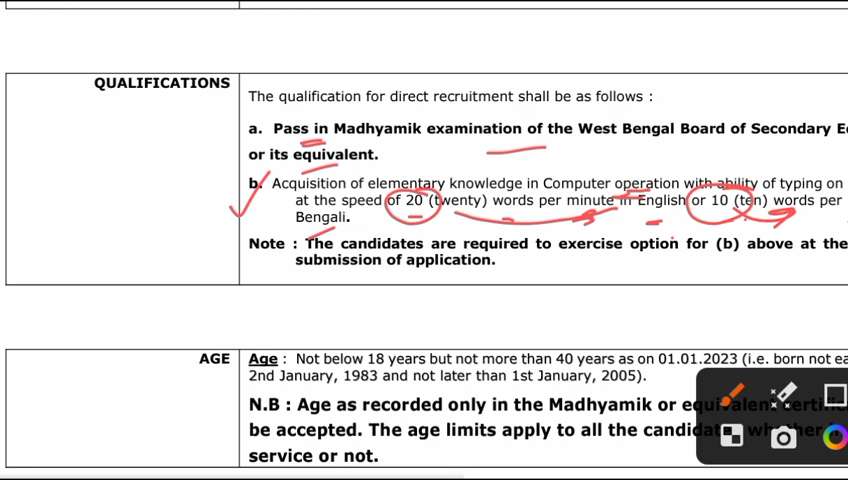 QUALIFICATIONS
The qualification for direct recruitment shall be as follows :
a. Pass in Madhyamik examination of the West Bengal Board of Secondary
or its equivalent.
b. Acquisition of elementary knowledge in Computer operation with ability of typing on
at the speed of 20 (twenty) words per minute in English or 10 (ten) words per
Bengali.
Note : The candidates are required to exercise option for (b) above at the
submission of application.
AGE
Age : Not below 18 years but not more than 40 years as on 01.01.2023 (i.e. born not
2nd January, 1983 and not later than 1st January, 2005).
N.B : Age as recorded only in the Madhyamik or equivalent
be accepted. The age limits apply to all the candidates whether
service or not.